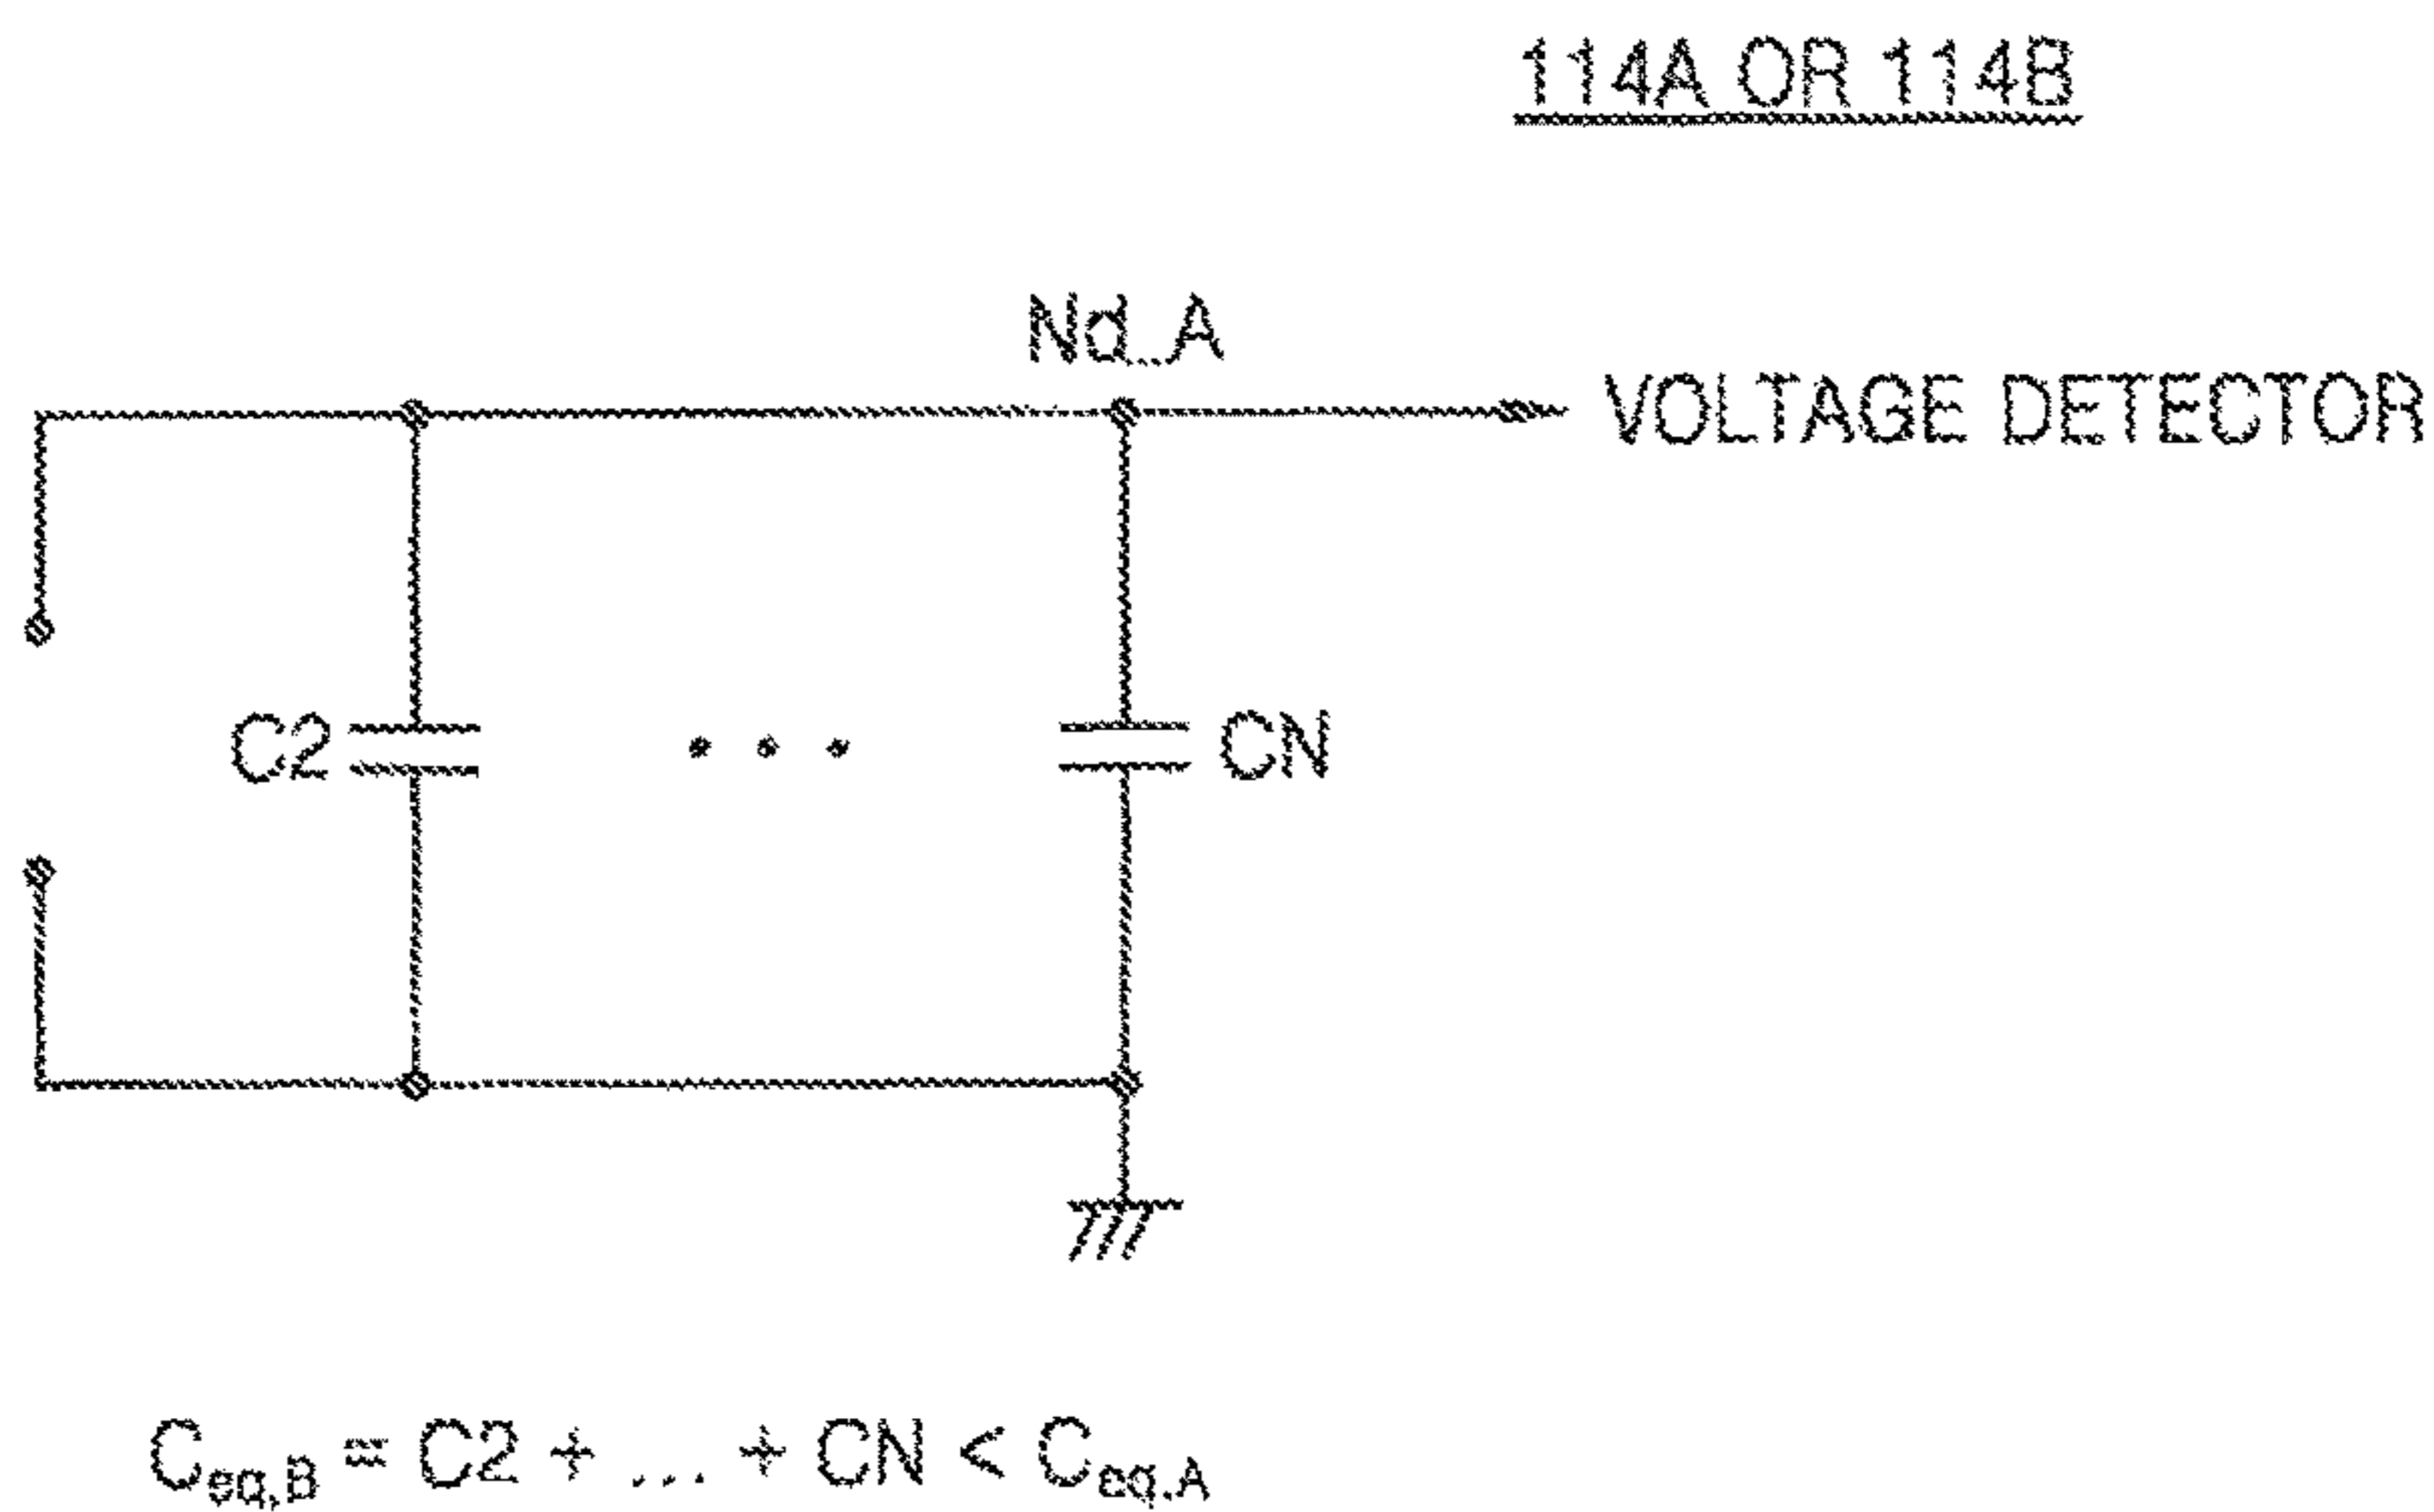 114A OR 114B
Nd_A
VOLTAGE DETECTOR
C2
CN
Ceq,B = C2 + ... + CN < Ceq,A